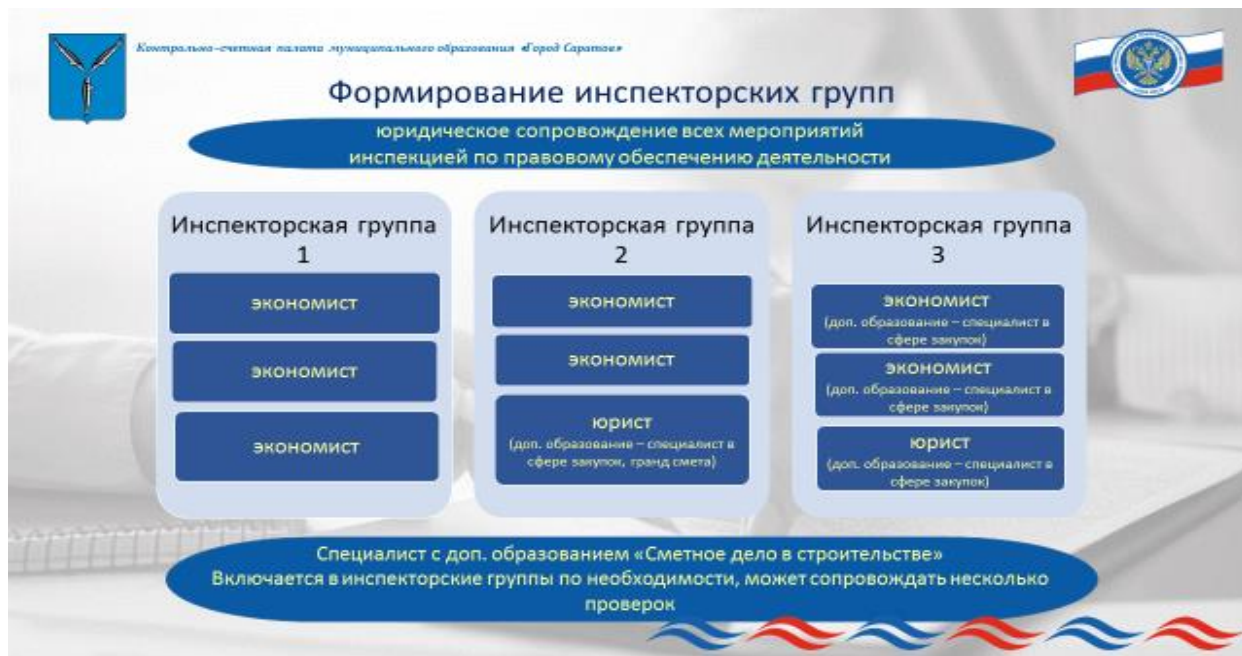 Контрольно-счетная палата муниципального образования «Город Саратов»
Формирование инспекторских групп
юридическое сопровождение всех мероприятий
инспекцией по правовому обеспечению деятельности
Инспекторская группа
1
экономист
экономист
экономист
Инспекторская группа
2
экономист
экономист
юрист
(доп. образование – специалист в
сфере закупок, гранд смета)
Инспекторская группа
3
экономист
(доп. образование – специалист в
сфере закупок)
экономист
(доп. образование – специалист в
сфере закупок)
юрист
(доп. образование – специалист в
сфере закупок)
Специалист с доп. образованием «Сметное дело в строительстве»
Включается в инспекторские группы по необходимости, может сопровождать несколько
проверок